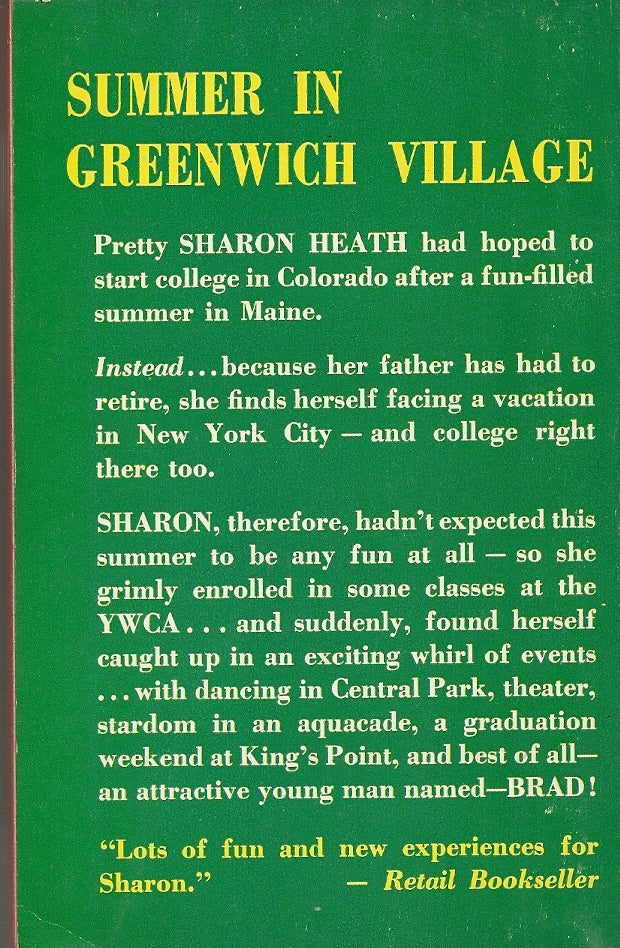 SUMMER IN
GREENWICH VILLAGE
Pretty SHARON HEATH had hoped to
start college in Colorado after a fun-filled
summer in Maine.
Instead...because her father has had to
retire, she finds herself facing a vacation
in New York City — and college right
there too.
SHARON, therefore, hadn't expected this
summer to be any fun at all — so she
grimly enrolled in some classes at the
YWCA . . . and suddenly, found herself
caught up in an exciting whirl of events
...with dancing in Central Park, theater,
stardom in an aquacade, a graduation
weekend at King's Point, and best of all—
an attractive young man named—BRAD!
"Lots of fun and new experiences for
Sharon." — Retail Bookseller